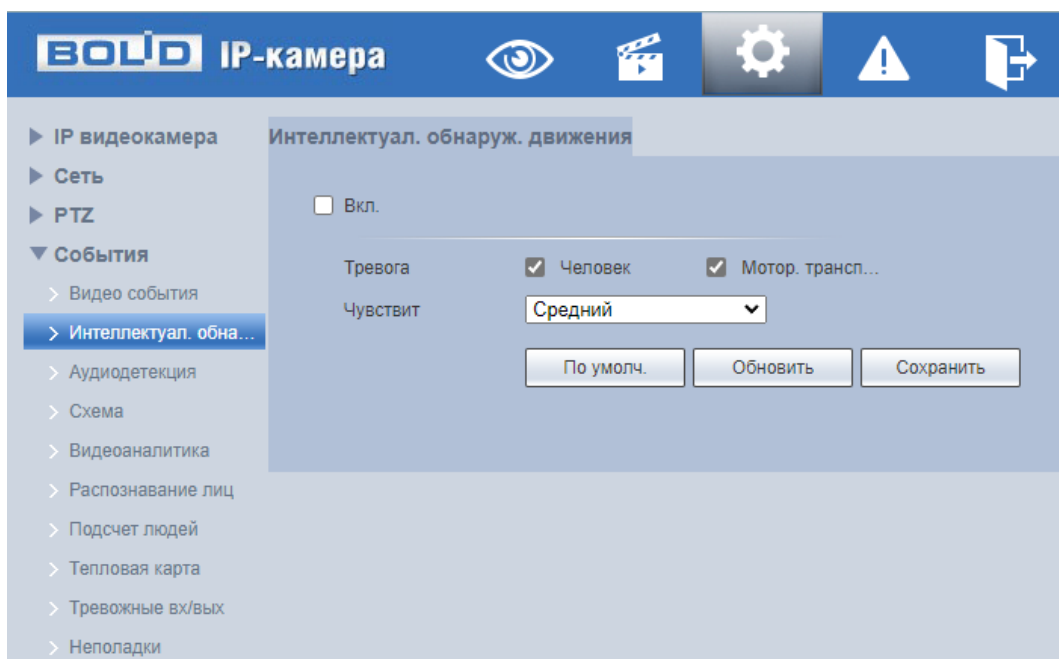 BOLID IP-камера
IP видеокамера
Сеть
PTZ
События
Видео события
Интеллектуал. обна...
Аудиодетекция
Схема
Видеоаналитика
Распознавание лиц
Подсчет людей
Тепловая карта
Тревожные вх/вых
Неполадки
Интеллектуал. обнаруж. движения
Вкл.
Тревога Человек Мотор. трансп...
Чувствит Средний
По умолч. Обновить Сохранить